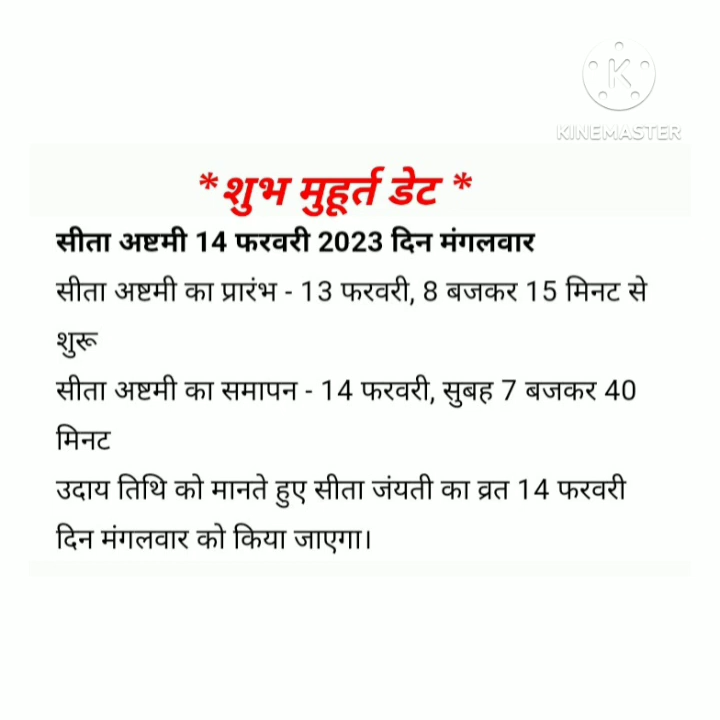 K
KINEMASTER
*शुभ मुहूर्त डेट *
सीता अष्टमी 14 फरवरी 2023 दिन मंगलवार
सीता अष्टमी का प्रारंभ - 13 फरवरी, 8 बजकर 15 मिनट से
शुरू
सीता अष्टमी का समापन - 14 फरवरी, सुबह 7 बजकर 40
मिनट
उदाय तिथि को मानते हुए सीता जंयती का व्रत 14 फरवरी
दिन मंगलवार को किया जाएगा।